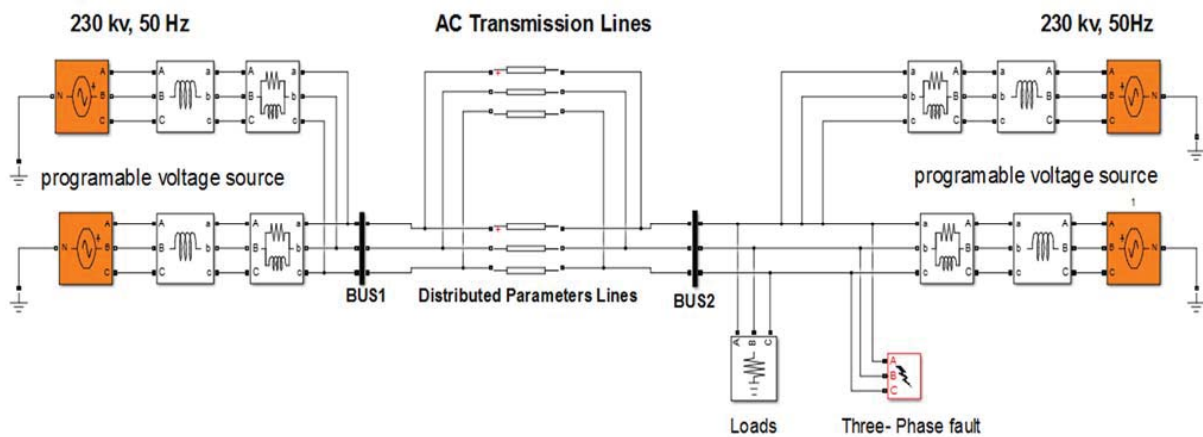 230 kv, 50 Hz
AC Transmission Lines
230 kv, 50Hz
N A B C A B C a b c A B C a b c
a b c A B C a b c A B C A B C N
programable voltage source
programable voltage source
1
N A B C A B C a b c A B C a b c
a b c A B C a b c A B C A B C N
BUS1
Distributed Parameters Lines
BUS2
A B C
A
B
C
Loads
Three- Phase fault